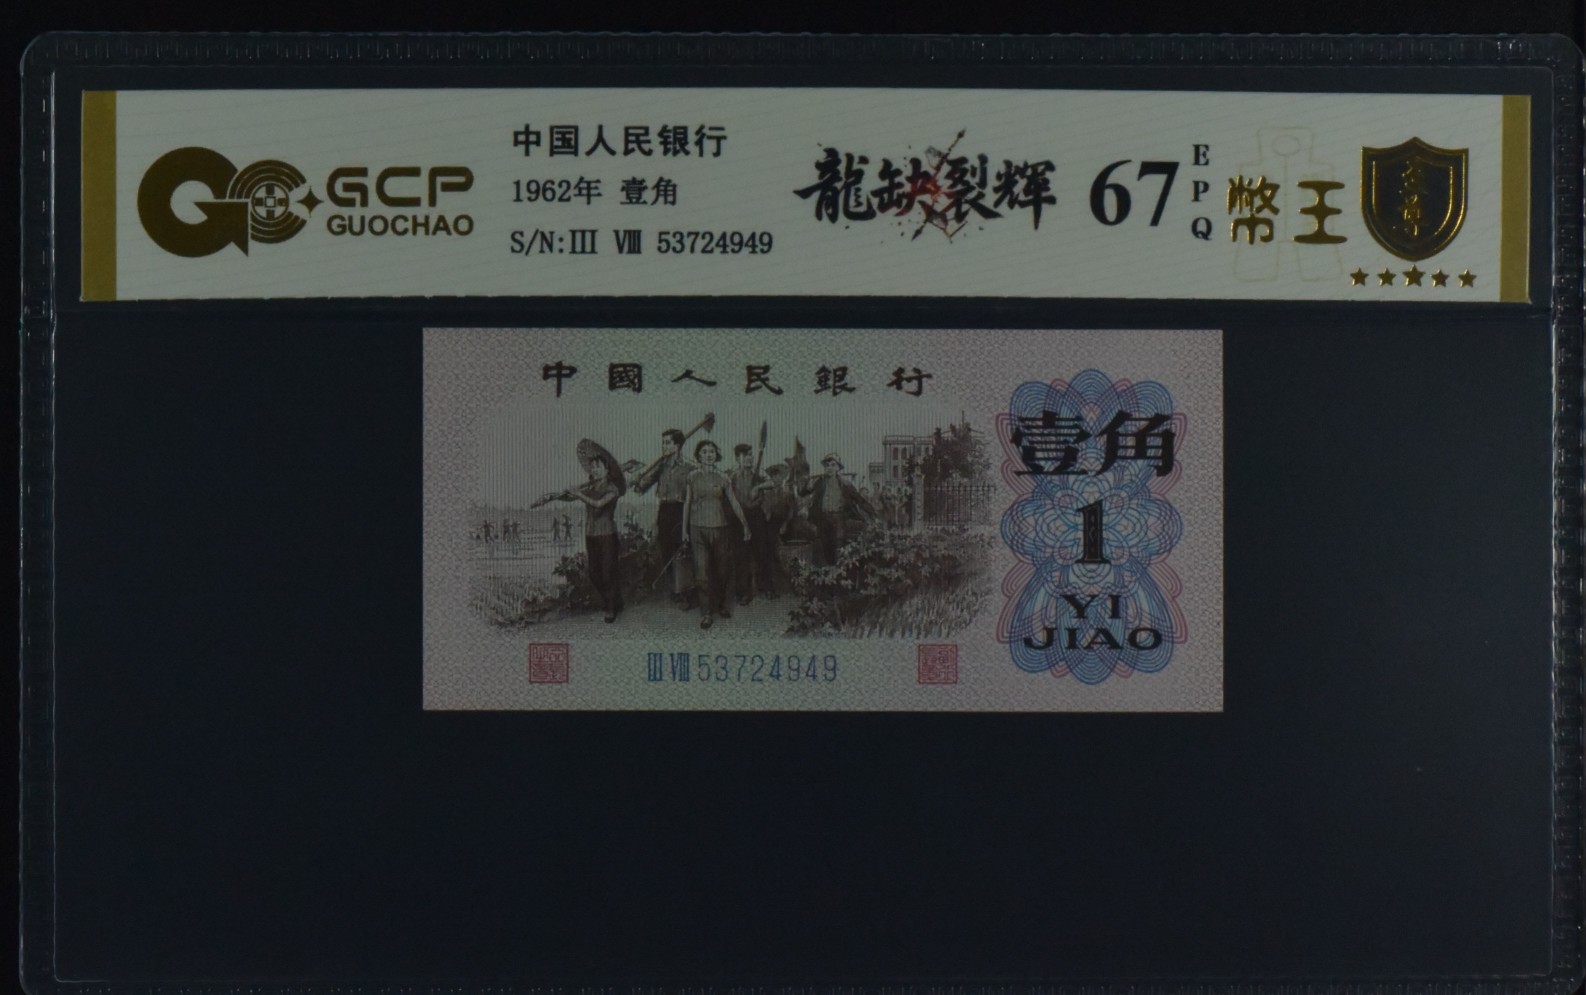 GCP
GUOCHAO
中国人民银行
1962年 壹角
S/N:III VIII 53724949
龍缺裂輝
67
EPQ
幣王
中國人民銀行
壹角
1
YI
JIAO
III VIII 53724949